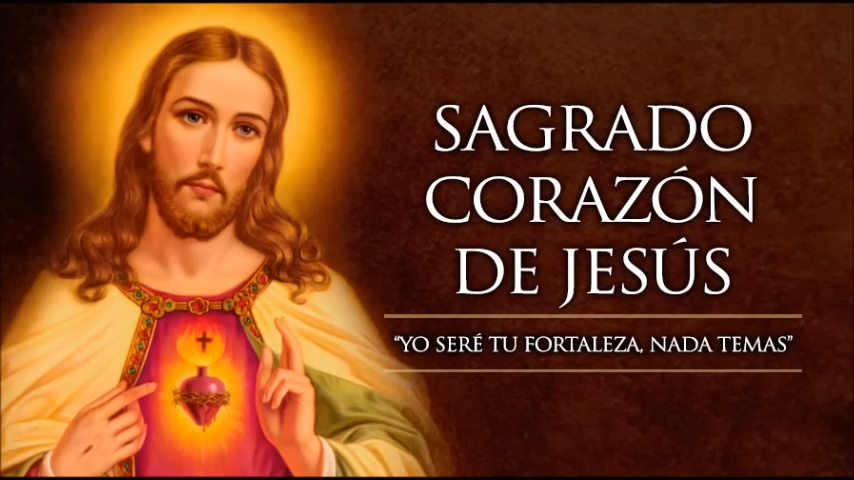 SAGRADO
CORAZÓN
DE JESÚS
“YO SERÉ TU FORTALEZA, NADA TEMAS”